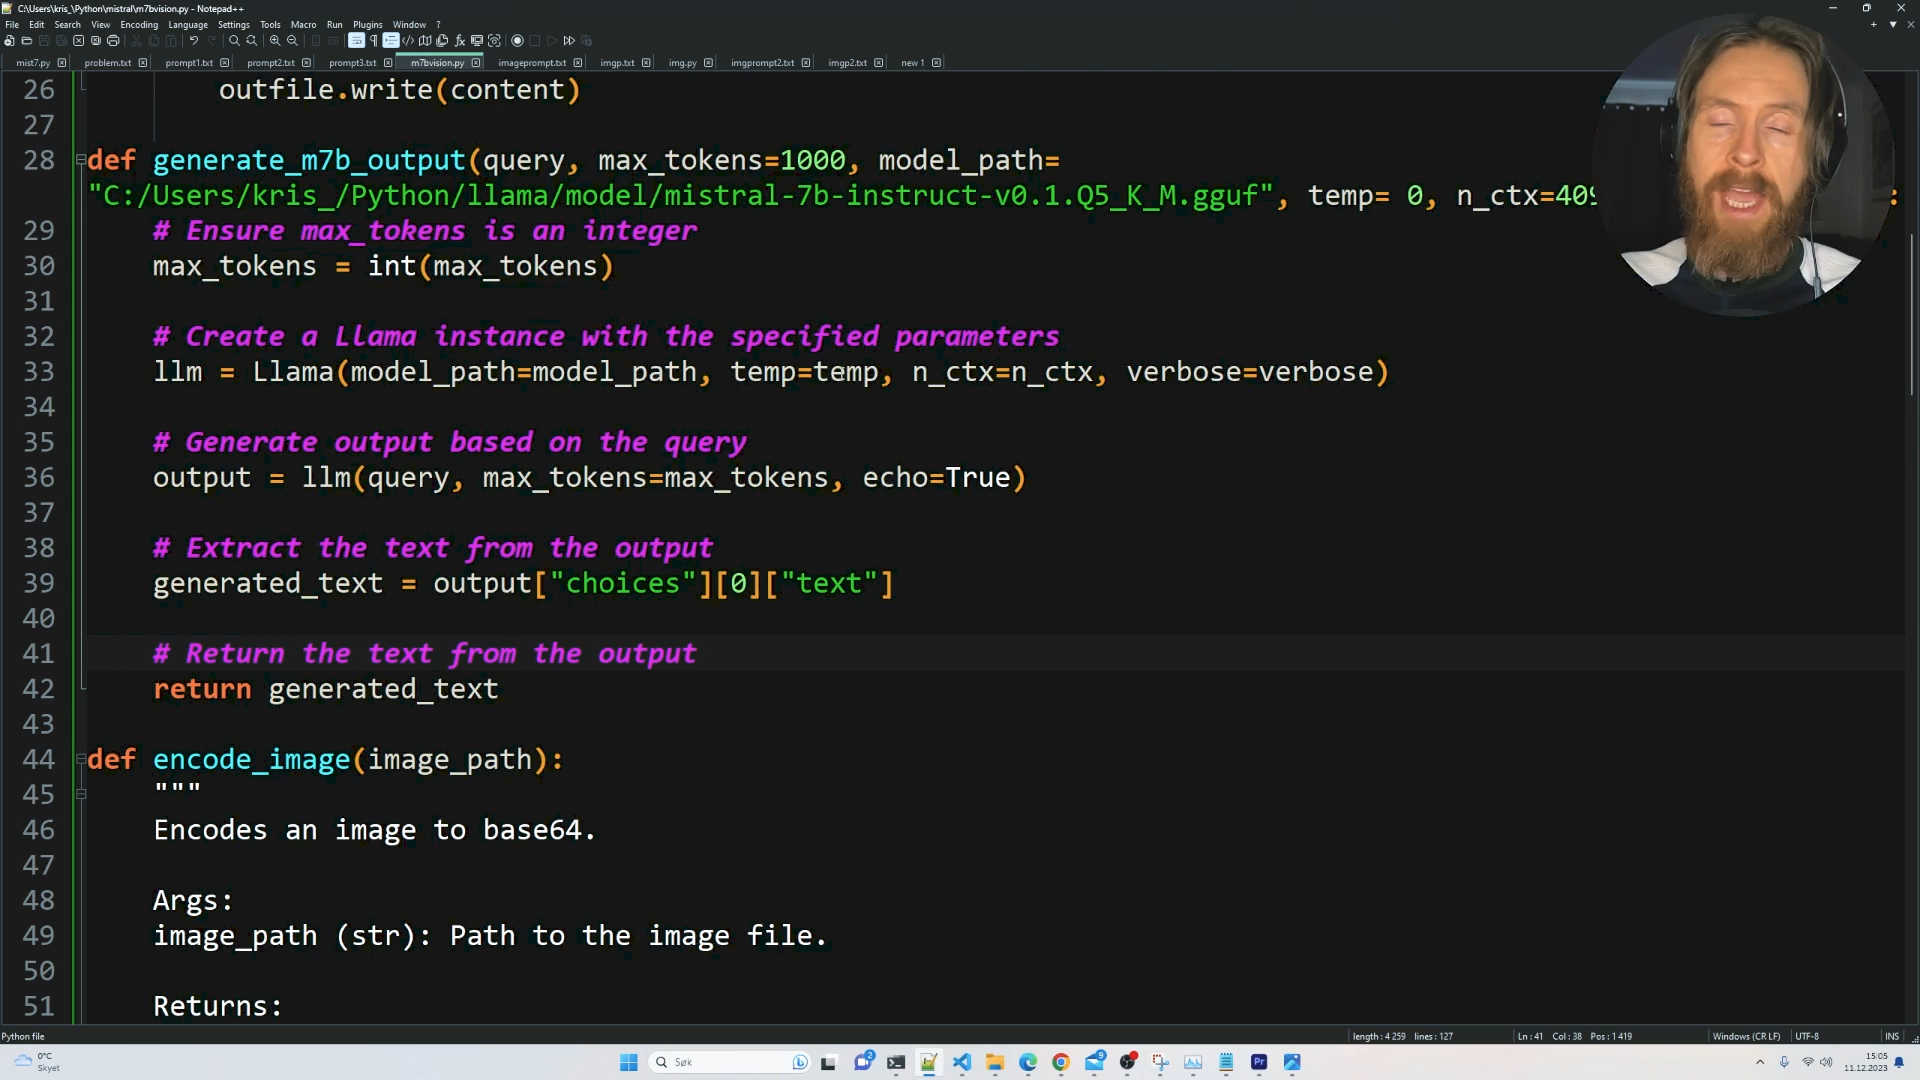 C:\Users\kris_\Python\mistral\m7bvision.py - Notepad++
File Edit Search View Encoding Language Settings Tools Macro Run Plugins Window ?
mist7.py problem.txt prompt1.txt prompt2.txt prompt3.txt m7bvision.py imageprompt.txt imgp.txt img.py imgprompt2.txt imgp2.txt new 1
26 outfile.write(content)
27
28 def generate_m7b_output(query, max_tokens=1000, model_path=
"C:/Users/kris_/Python/llama/model/mistral-7b-instruct-v0.1.Q5_K_M.gguf", temp= 0, n_ctx=409 :
29 # Ensure max_tokens is an integer
30 max_tokens = int(max_tokens)
31
32 # Create a Llama instance with the specified parameters
33 llm = Llama(model_path=model_path, temp=temp, n_ctx=n_ctx, verbose=verbose)
34
35 # Generate output based on the query
36 output = llm(query, max_tokens=max_tokens, echo=True)
37
38 # Extract the text from the output
39 generated_text = output["choices"][0]["text"]
40
41 # Return the text from the output
42 return generated_text
43
44 def encode_image(image_path):
45 """
46 Encodes an image to base64.
47
48 Args:
49 image_path (str): Path to the image file.
50
51 Returns:
Python file length : 4 259 lines : 127 Ln : 41 Col : 38 Pos : 1 419 Windows (CR LF) UTF-8 INS
0°C
Skyet
Søk
15:05
11.12.2023